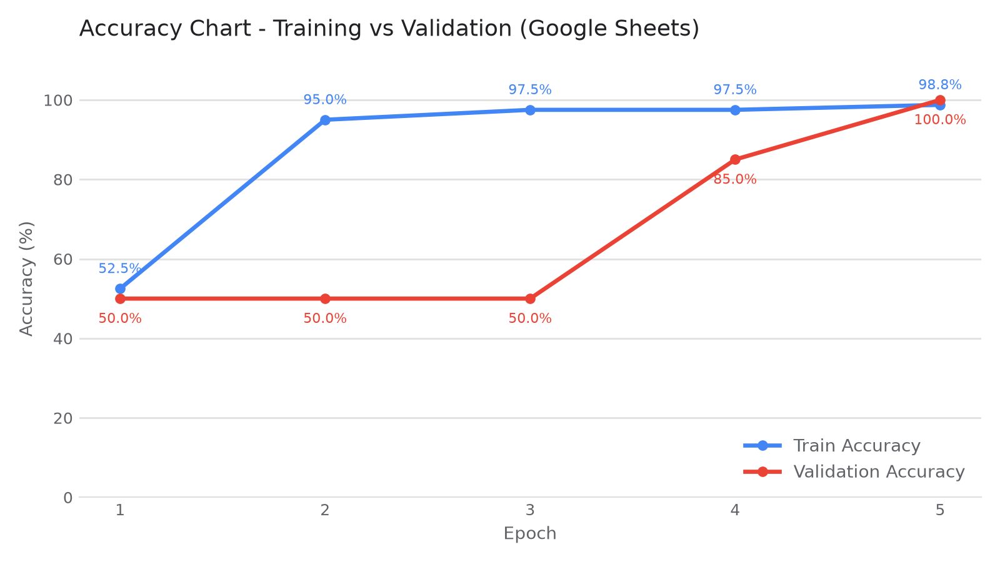 Accuracy Chart - Training vs Validation (Google Sheets)
98.8%
97.5%
97.5%
95.0%
100
100.0%
80
85.0%
60
52.5%
50.0%
50.0%
50.0%
40
20
0
Accuracy (%)
Train Accuracy
Validation Accuracy
1 2 3 4 5
Epoch